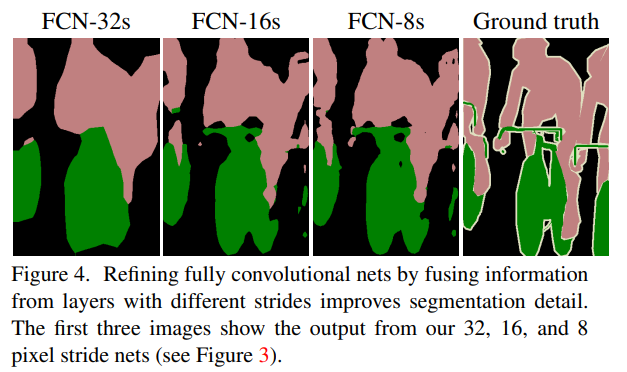 FCN-32s FCN-16s FCN-8s Ground truth
Figure 4. Refining fully convolutional nets by fusing information
from layers with different strides improves segmentation detail.
The first three images show the output from our 32, 16, and 8
pixel stride nets (see Figure 3).